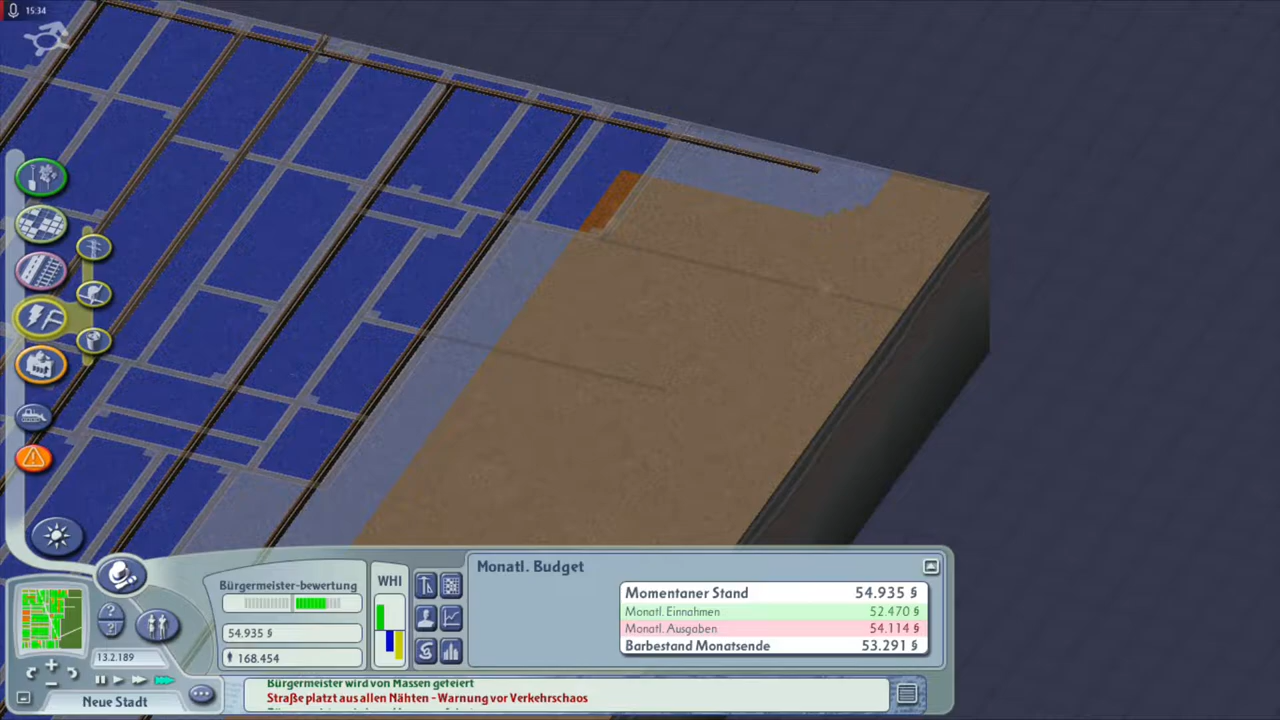 15:34
Monatl. Budget
Momentaner Stand 54.935 §
Monatl. Einnahmen 52.470 §
Monatl. Ausgaben 54.114 §
Barbestand Monatsende 53.291 §
Bürgermeister-bewertung
WHI
54.935 §
168.454
13.2.189
Neue Stadt
Bürgermeister wird von Massen gefeiert
Straße platzt aus allen Nähten - Warnung vor Verkehrschaos